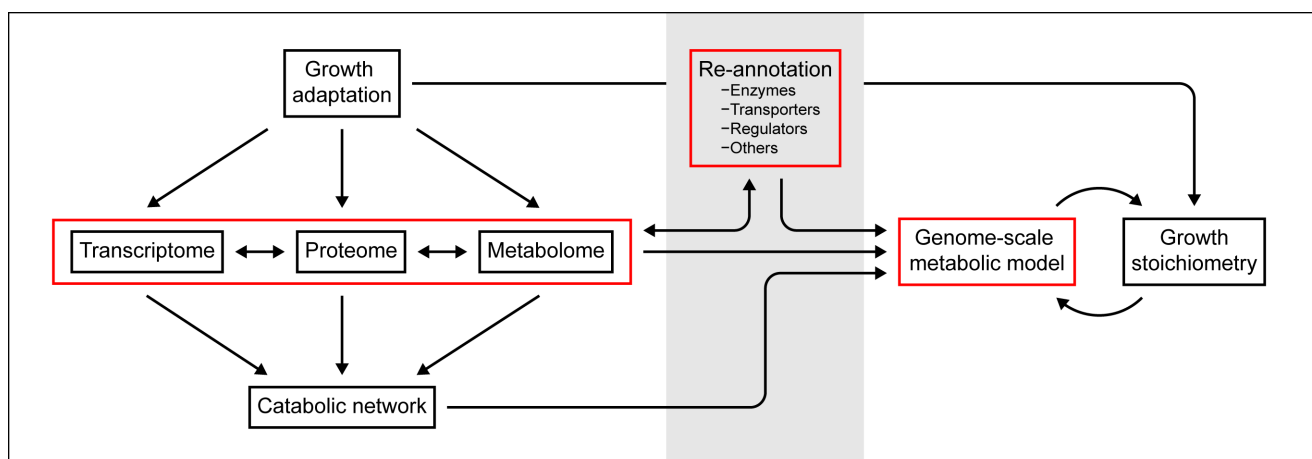 Growth
adaptation
Re-annotation
−Enzymes
−Transporters
−Regulators
−Others
Transcriptome
Proteome
Metabolome
Genome-scale
metabolic model
Growth
stoichiometry
Catabolic network